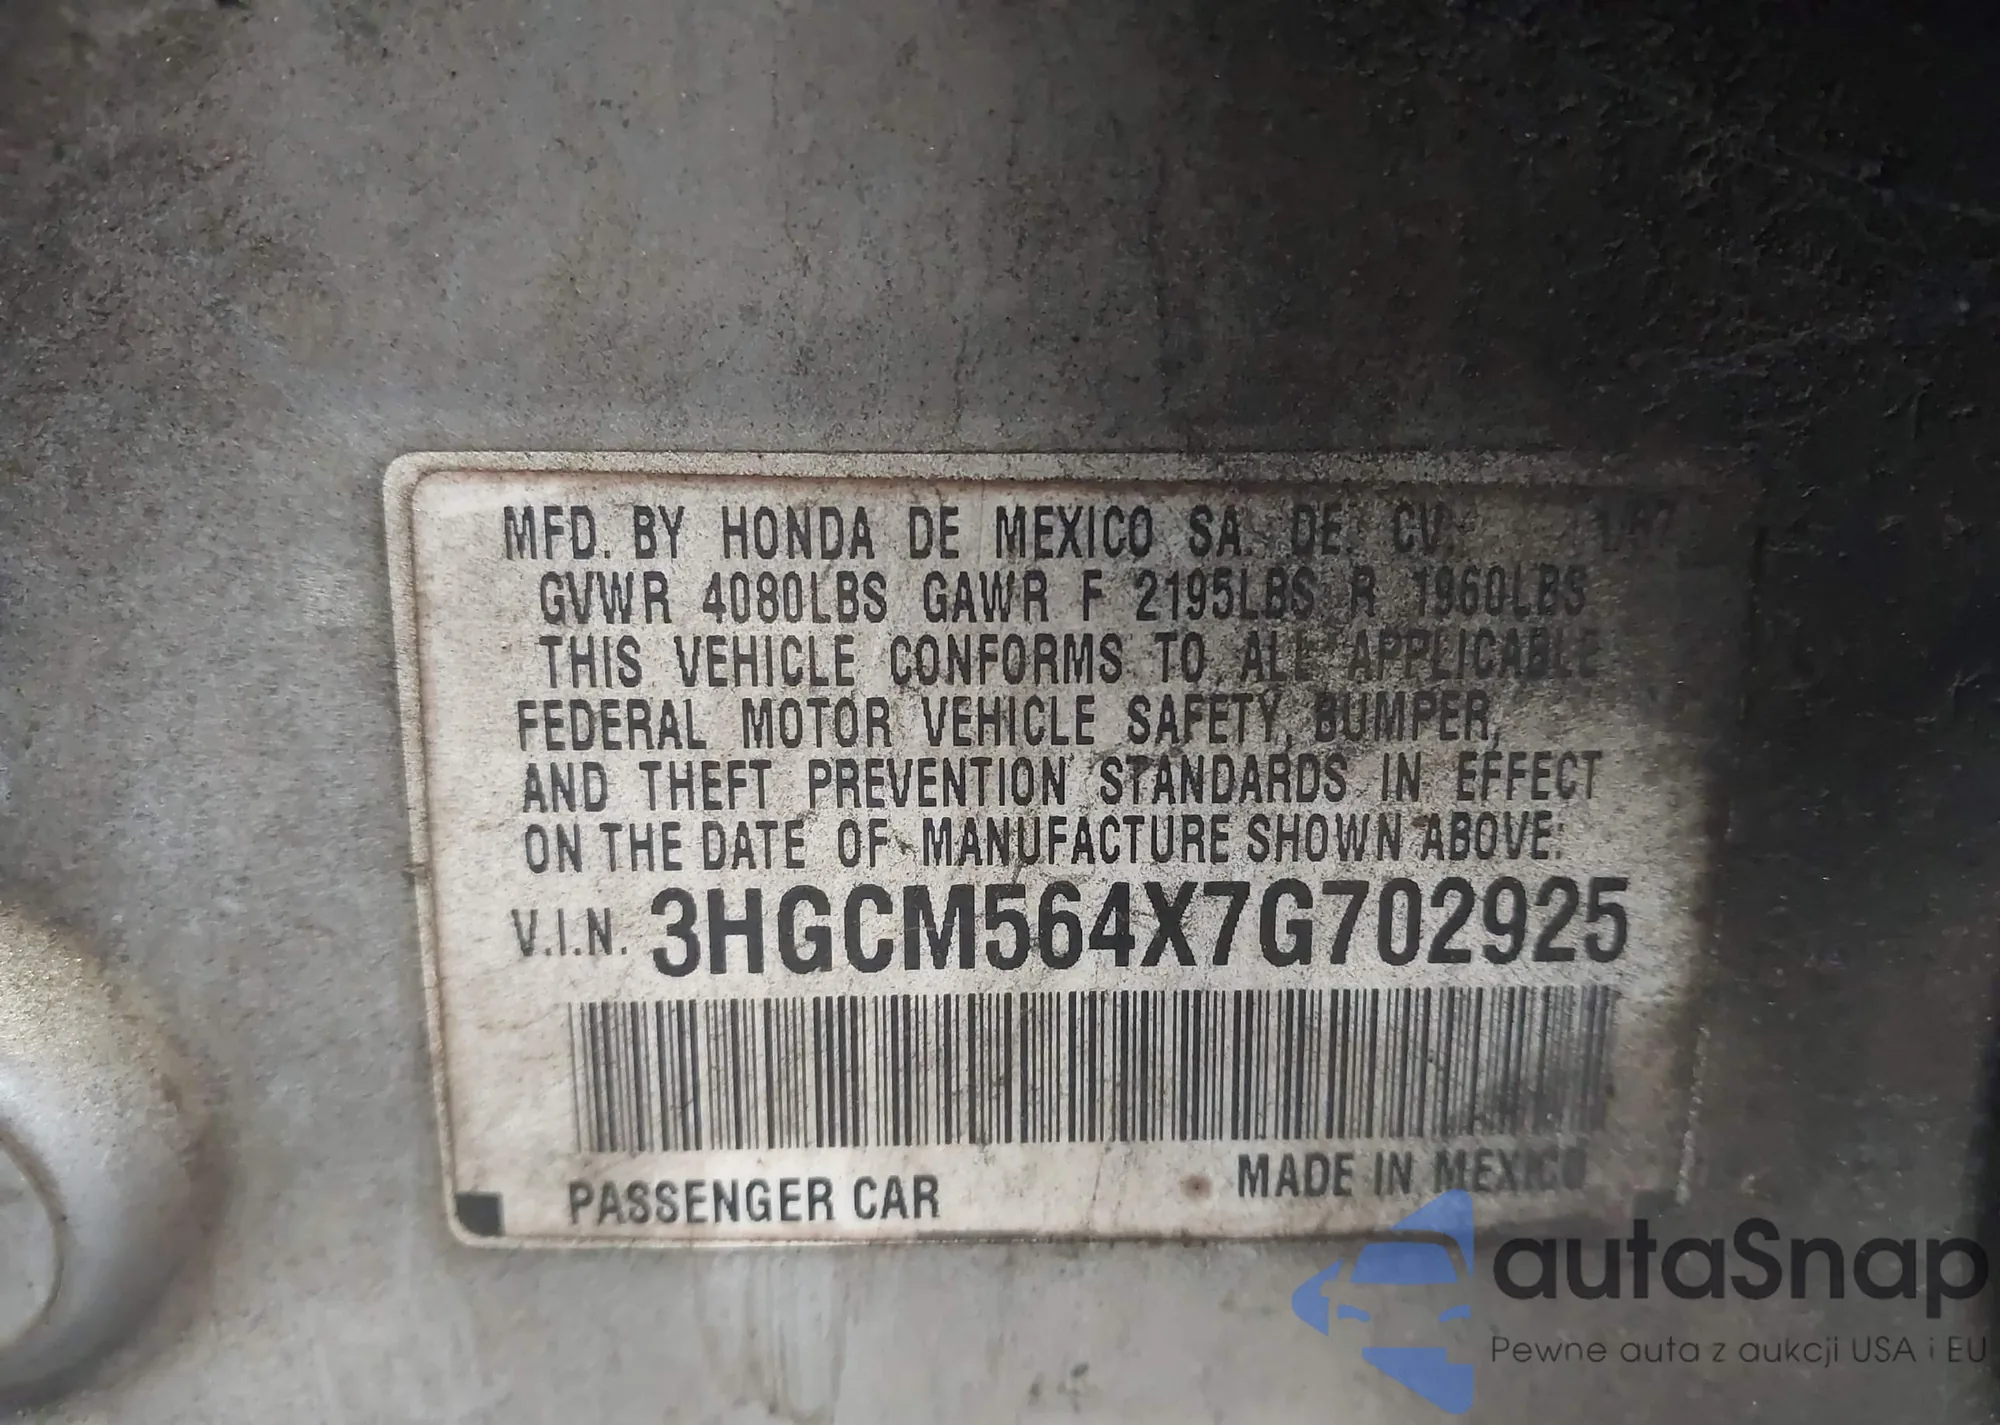 MFD. BY HONDA DE MEXICO SA. DE. CV.
GVWR 4080LBS GAWR F 2195LBS R 1960LBS
THIS VEHICLE CONFORMS TO ALL APPLICABLE
FEDERAL MOTOR VEHICLE SAFETY, BUMPER,
AND THEFT PREVENTION STANDARDS IN EFFECT
ON THE DATE OF MANUFACTURE SHOWN ABOVE:
V.I.N. 3HGCM564X7G702925
PASSENGER CAR
MADE IN MEXICO
autaSnap
Pewne auta z aukcji USA i EU